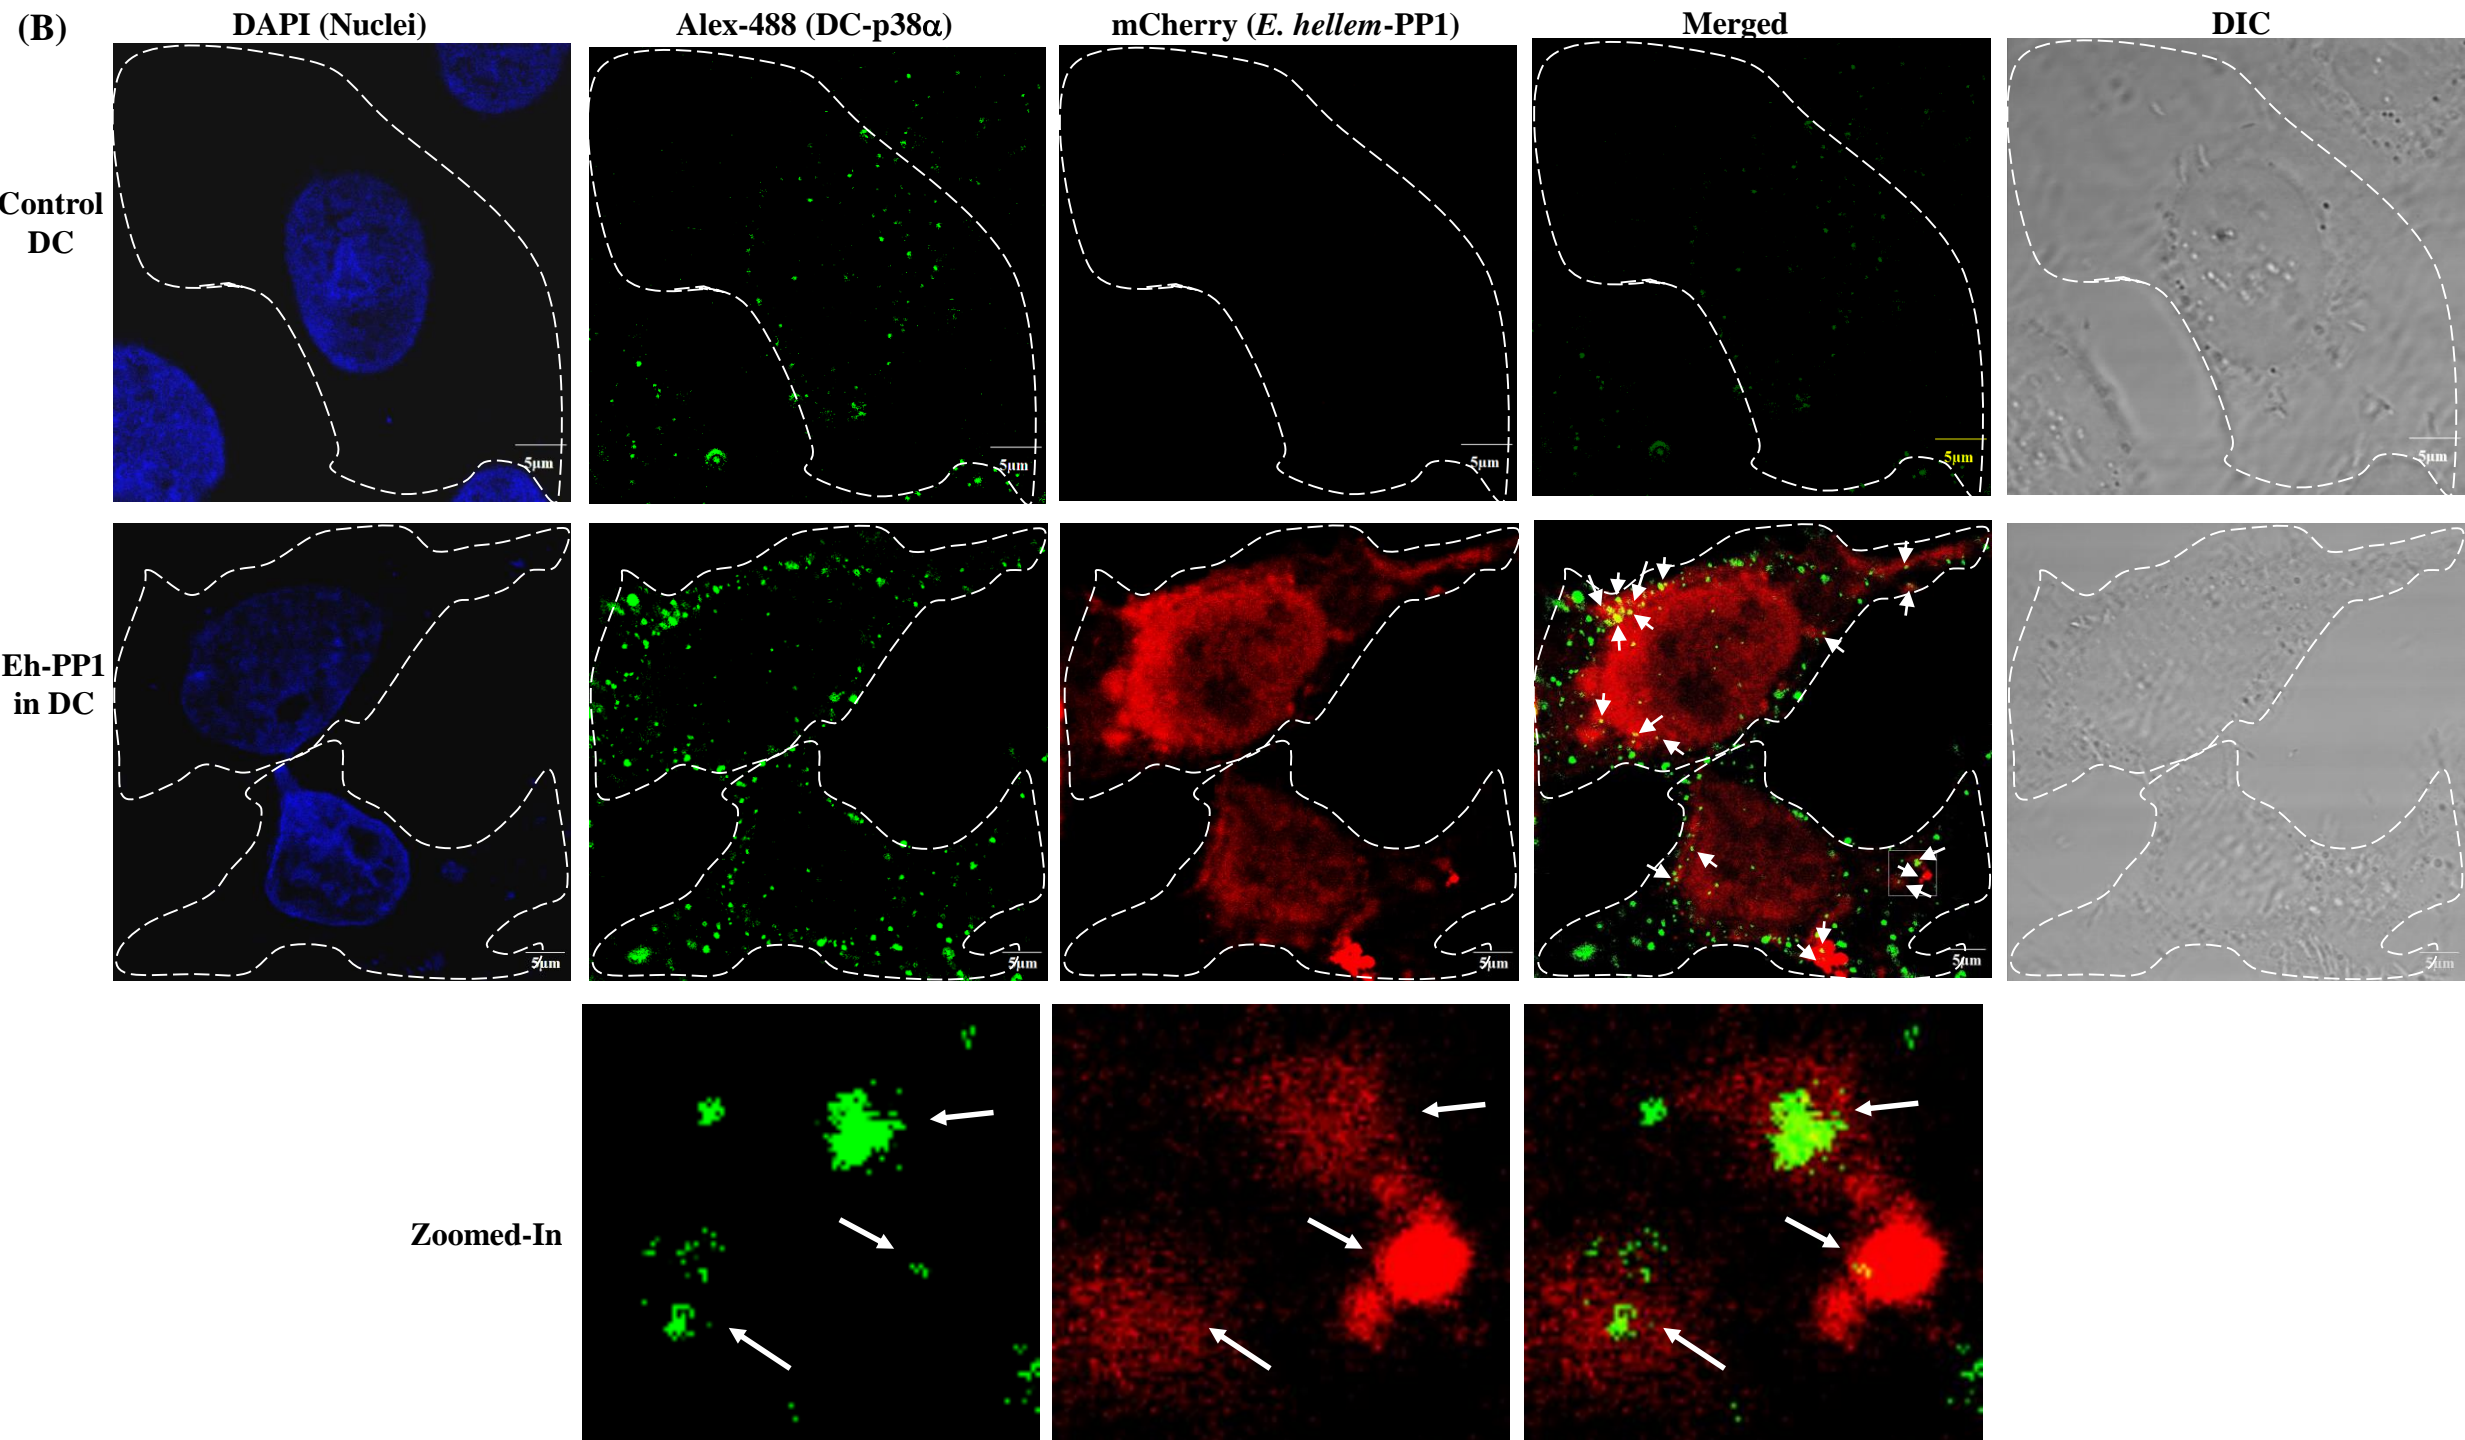 (B)
DAPI (Nuclei)
Alex-488 (DC-p38α)
mCherry (E. hellem-PP1)
Merged
DIC
Control
DC
5μm
5μm
5μm
5μm
5μm
Eh-PP1
in DC
5μm
5μm
5μm
5μm
5μm
Zoomed-In